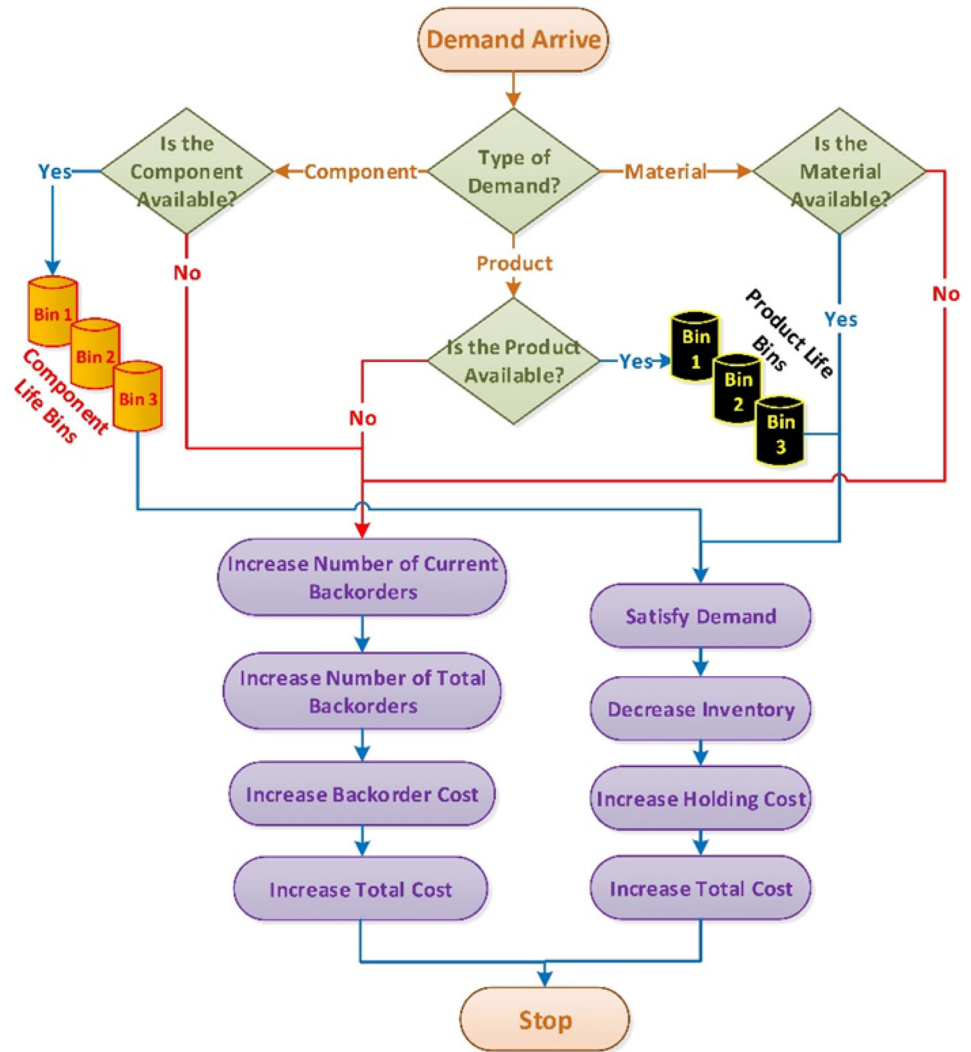 Demand Arrive
Is the
Component
Available?
Type of
Demand?
Is the
Material
Available?
Yes
Component
Material
No
Product
No
Yes
Bin 1
Bin 2
Bin 3
Component
Life Bins
Is the Product
Available?
Yes
Bin
1
Bin
2
Bin
3
Product Life
Bins
No
Increase Number of Current
Backorders
Increase Number of Total
Backorders
Increase Backorder Cost
Increase Total Cost
Satisfy Demand
Decrease Inventory
Increase Holding Cost
Increase Total Cost
Stop